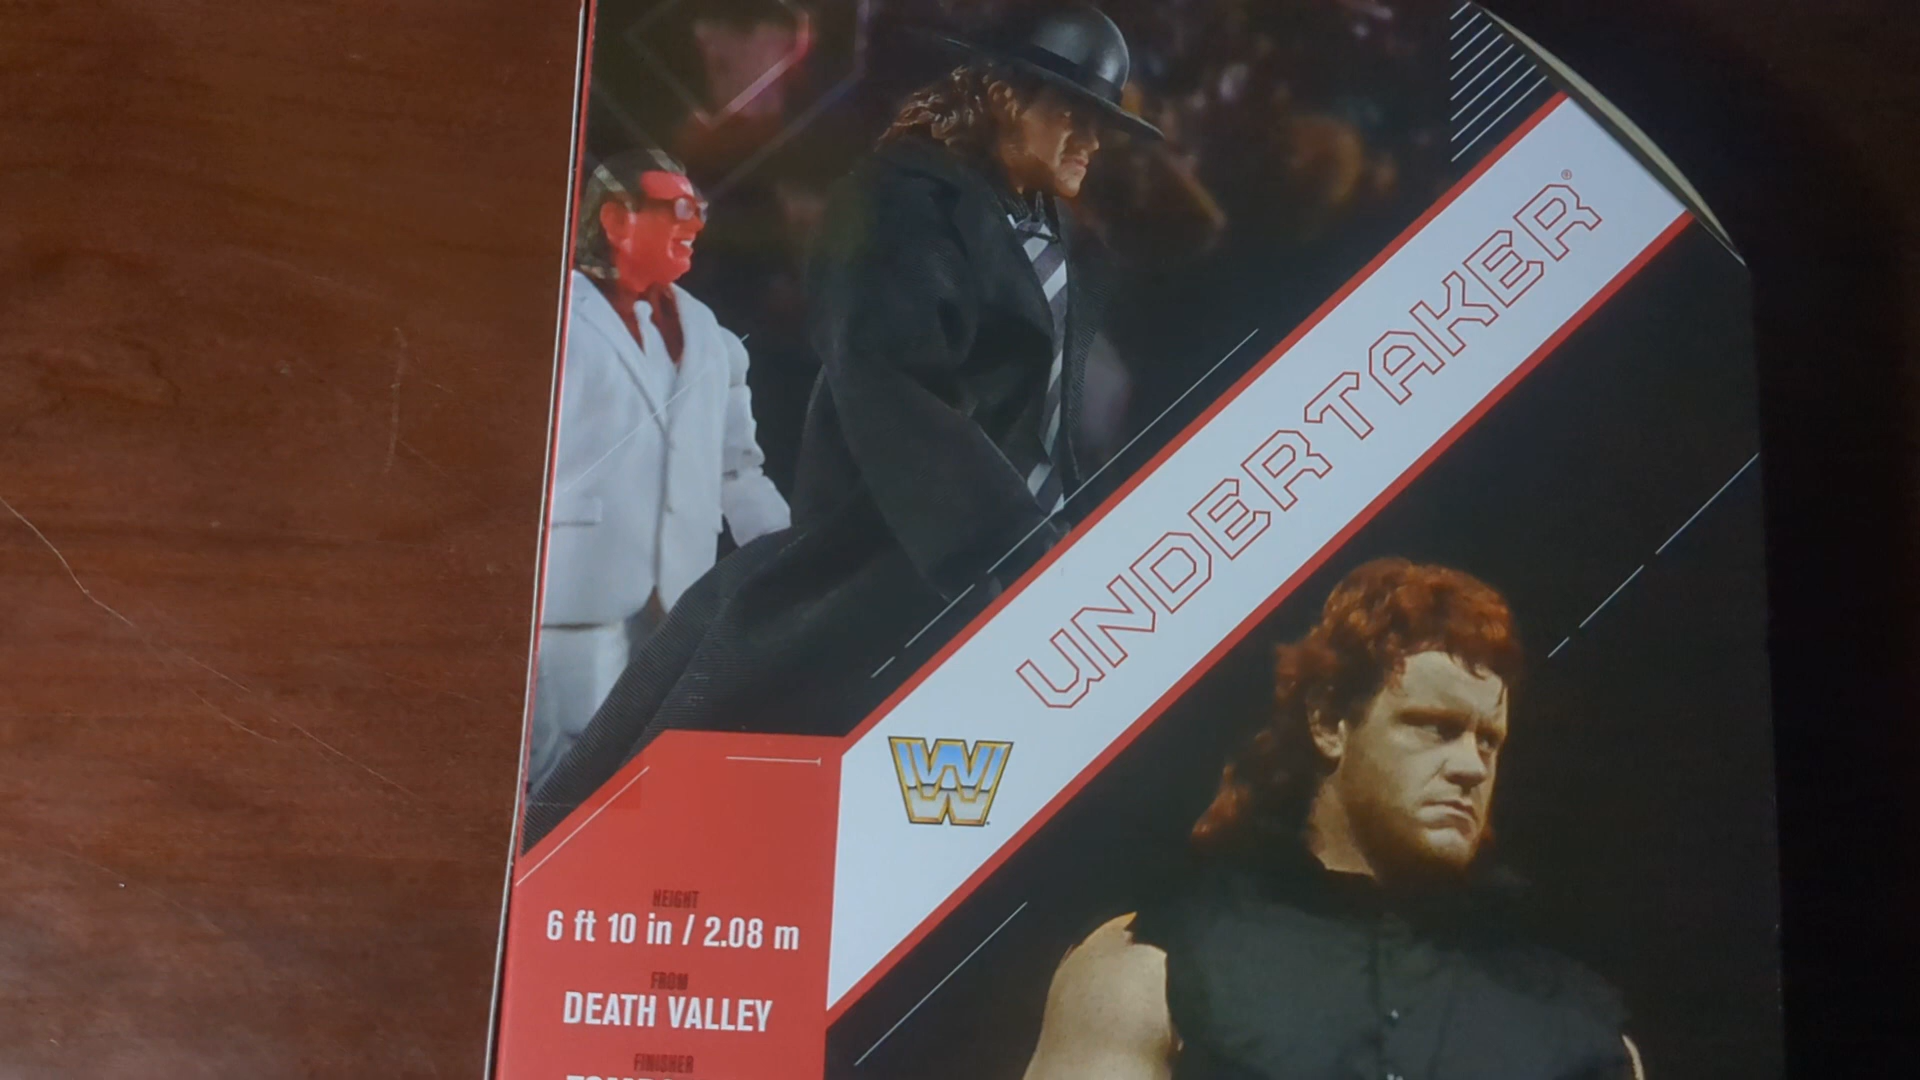 UNDERTAKER®
W
HEIGHT
6 ft 10 in / 2.08 m
FROM
DEATH VALLEY
FINISHER